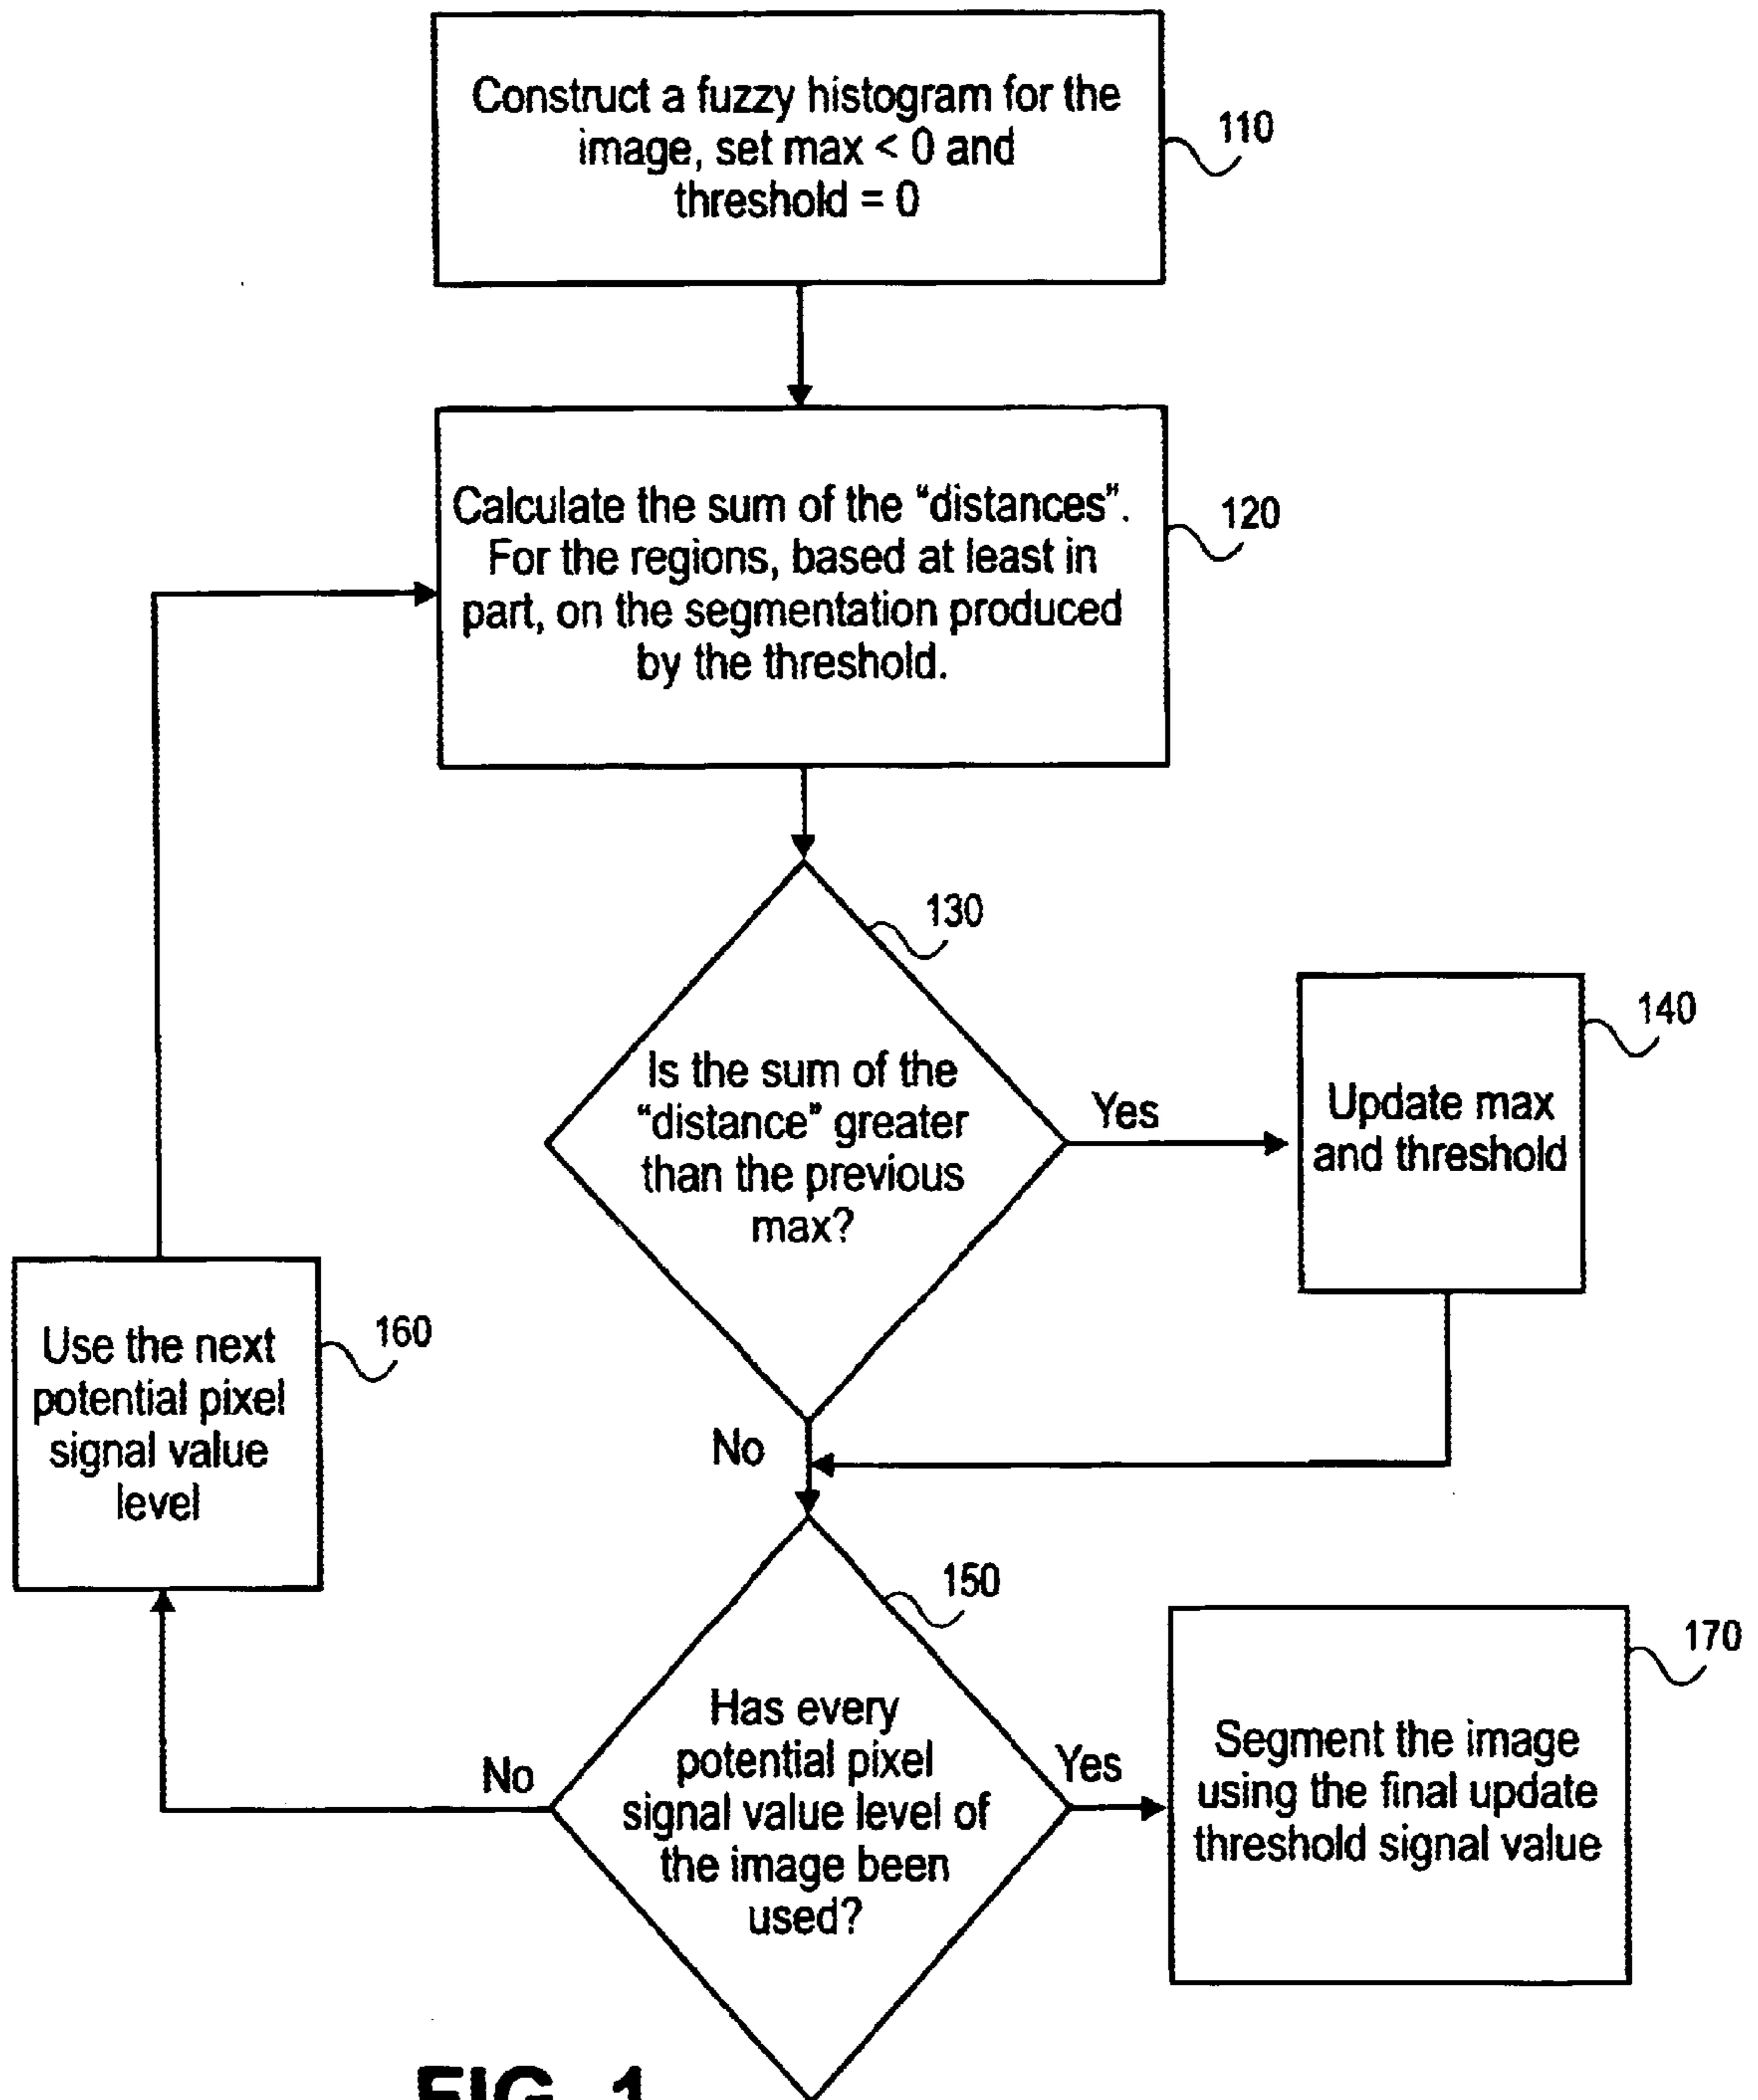 Construct a fuzzy histogram for the
image, set max < 0 and
threshold = 0
110
Calculate the sum of the "distances".
For the regions, based at least in
part, on the segmentation produced
by the threshold.
120
130
Is the sum of the
"distance" greater
than the previous
max?
Yes
140
Update max
and threshold
No
160
Use the next
potential pixel
signal value
level
150
Has every
potential pixel
signal value level of
the image been
used?
No
Yes
170
Segment the image
using the final update
threshold signal value
FIG. 1